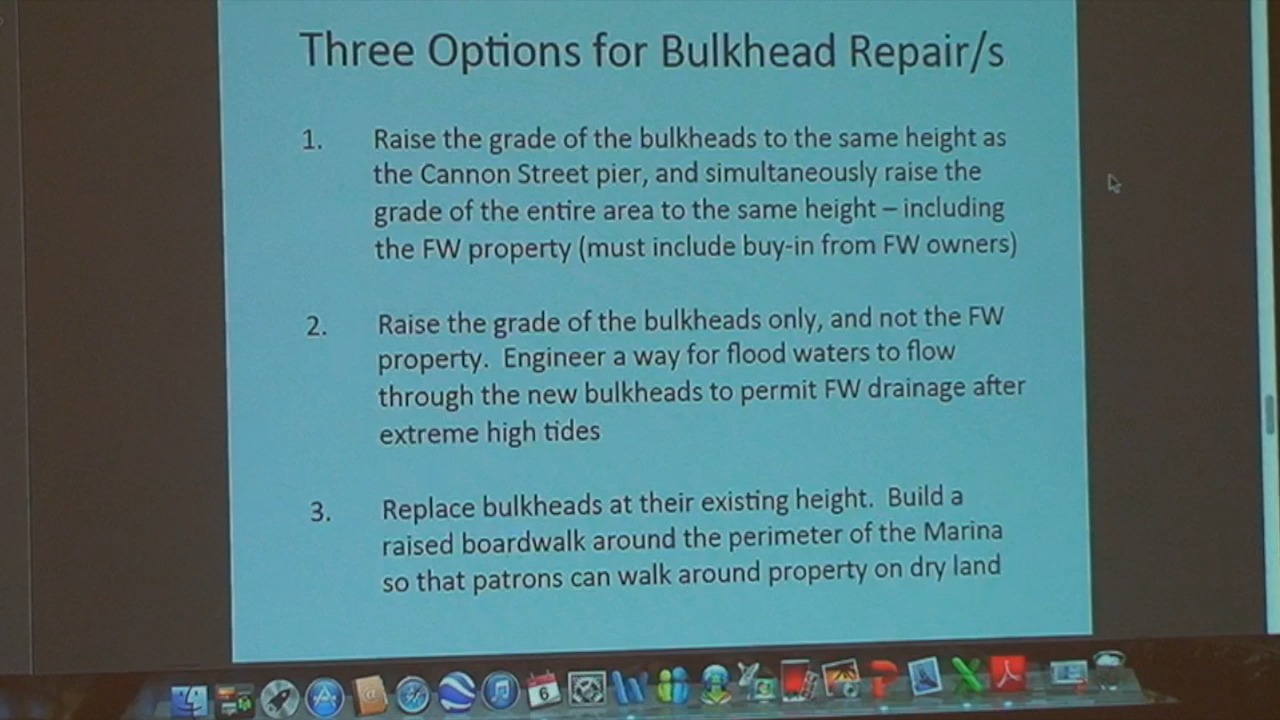 Three Options for Bulkhead Repair/s
1. Raise the grade of the bulkheads to the same height as
the Cannon Street pier, and simultaneously raise the
grade of the entire area to the same height – including
the FW property (must include buy-in from FW owners)
2. Raise the grade of the bulkheads only, and not the FW
property. Engineer a way for flood waters to flow
through the new bulkheads to permit FW drainage after
extreme high tides
3. Replace bulkheads at their existing height. Build a
raised boardwalk around the perimeter of the Marina
so that patrons can walk around property on dry land
6